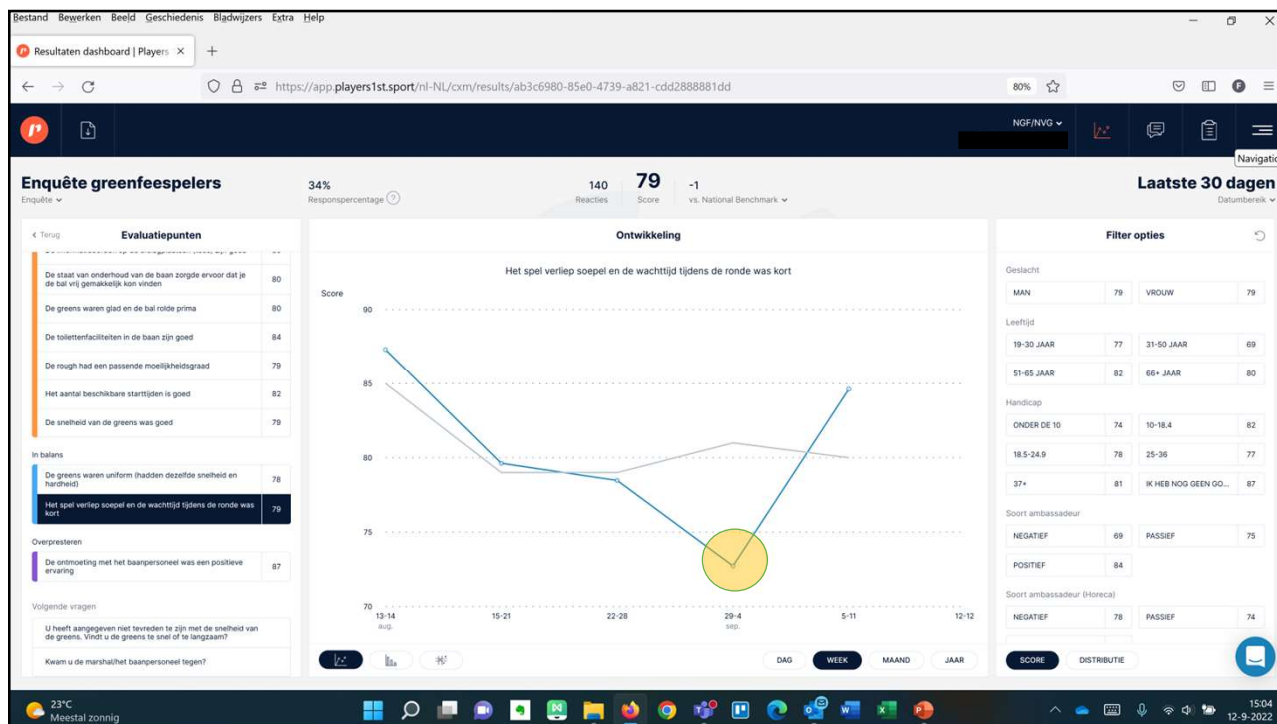 Bestand Bewerken Beeld Geschiedenis Bladwijzers Extra Help
Resultaten dashboard | Players
https://app.players1st.sport/nl-NL/cxm/results/ab3c6980-85e0-4739-a821-cdd2888881dd
80%
NGF/NVG
Navigatio
Enquête greenfeespelers
Enquête
34%
Responspercentage
140
Reacties
79
Score
-1
vs. National Benchmark
Laatste 30 dagen
Datumbereik
Terug
Evaluatiepunten
De staat van onderhoud van de baan zorgde ervoor dat je
de bal vrij gemakkelijk kon vinden
80
De greens waren glad en de bal rolde prima
80
De toilettenfaciliteiten in de baan zijn goed
84
De rough had een passende moeilijkheidsgraad
79
Het aantal beschikbare starttijden is goed
82
De snelheid van de greens was goed
79
In balans
De greens waren uniform (hadden dezelfde snelheid en
hardheid)
78
Het spel verliep soepel en de wachttijd tijdens de ronde was
kort
79
Overpresteren
De ontmoeting met het baanpersoneel was een positieve
ervaring
87
Volgende vragen
U heeft aangegeven niet tevreden te zijn met de snelheid van
de greens. Vindt u de greens te snel of te langzaam?
Kwam u de marshal/het baanpersoneel tegen?
Ontwikkeling
Het spel verliep soepel en de wachttijd tijdens de ronde was kort
Score
90
85
80
75
70
13-14
aug.
15-21
22-28
29-4
sep.
5-11
12-12
DAG WEEK MAAND JAAR
Filter opties
Geslacht
MAN 79 VROUW 79
Leeftijd
19-30 JAAR 77 31-50 JAAR 69
51-65 JAAR 82 66+ JAAR 80
Handicap
ONDER DE 10 74 10-18.4 82
18.5-24.9 78 25-36 77
37+ 81 IK HEB NOG GEEN GO... 87
Soort ambassadeur
NEGATIEF 69 PASSIEF 75
POSITIEF 84
Soort ambassadeur (Horeca)
NEGATIEF 78 PASSIEF 74
SCORE DISTRIBUTIE
23°C
Meestal zonnig
15:04
12-9-2022